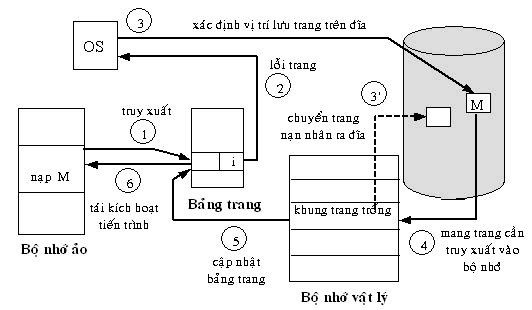 3
xác định vị trí lưu trang trên đĩa
OS
lỗi trang
2
3'
M
truy xuất
1
chuyển trang
nạn nhân ra đĩa
nạp M
i
6
tái kích hoạt
tiến trình
Bảng trang
khung trang trống
Bộ nhớ ảo
5
cập nhật
bảng trang
4
mang trang cần
truy xuất vào
bộ nhớ
Bộ nhớ vật lý